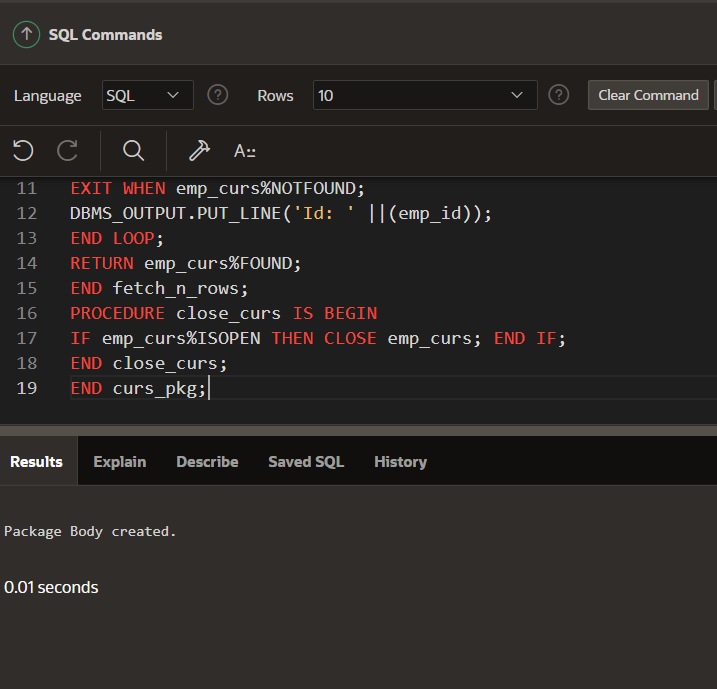 SQL Commands
Language SQL Rows 10 Clear Command
A::
11 EXIT WHEN emp_curs%NOTFOUND;
12 DBMS_OUTPUT.PUT_LINE('Id: ' ||(emp_id));
13 END LOOP;
14 RETURN emp_curs%FOUND;
15 END fetch_n_rows;
16 PROCEDURE close_curs IS BEGIN
17 IF emp_curs%ISOPEN THEN CLOSE emp_curs; END IF;
18 END close_curs;
19 END curs_pkg;
Results Explain Describe Saved SQL History
Package Body created.
0.01 seconds